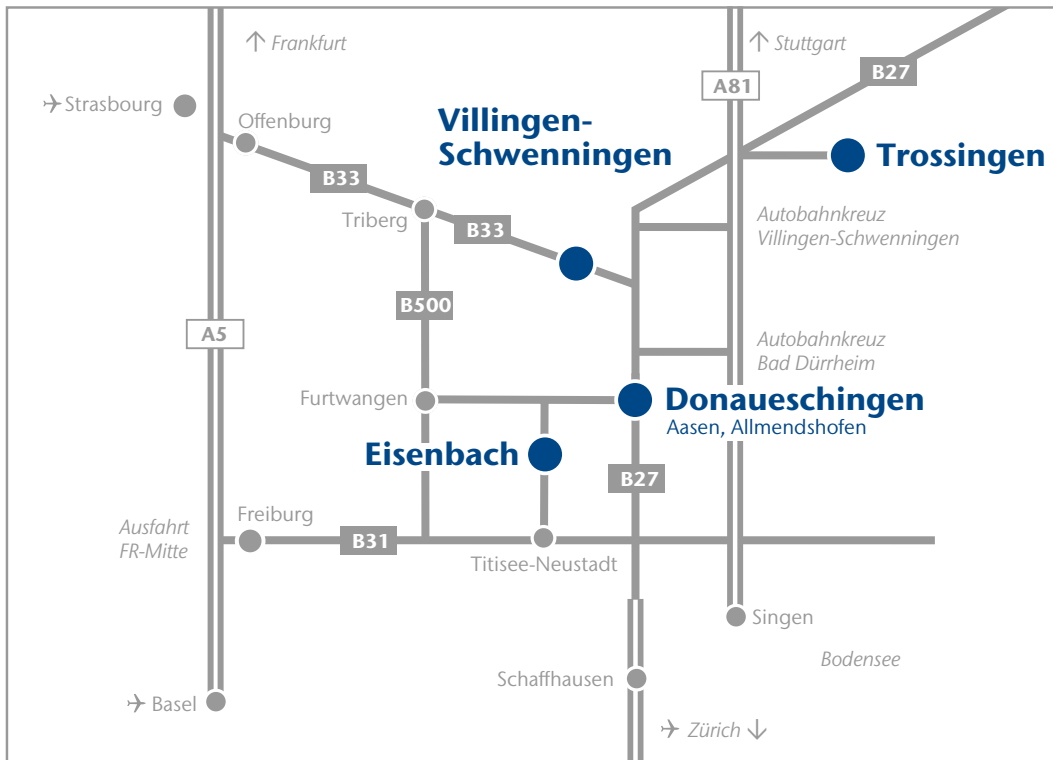 ↑ Frankfurt
↑ Stuttgart
B27
A81
✈ Strasbourg
Offenburg
Villingen-
Schwenningen
Trossingen
B33
Triberg
B33
Autobahnkreuz
Villingen-Schwenningen
B500
A5
Autobahnkreuz
Bad Dürrheim
Furtwangen
Donaueschingen
Aasen, Allmendshofen
Eisenbach
B27
Ausfahrt
FR-Mitte
Freiburg
B31
Titisee-Neustadt
Singen
Bodensee
Schaffhausen
✈ Basel
✈ Zürich ↓